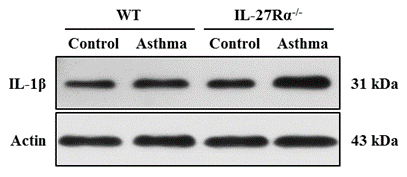 WT IL-27Rα-/-
Control Asthma Control Asthma
IL-1β 31 kDa
Actin 43 kDa